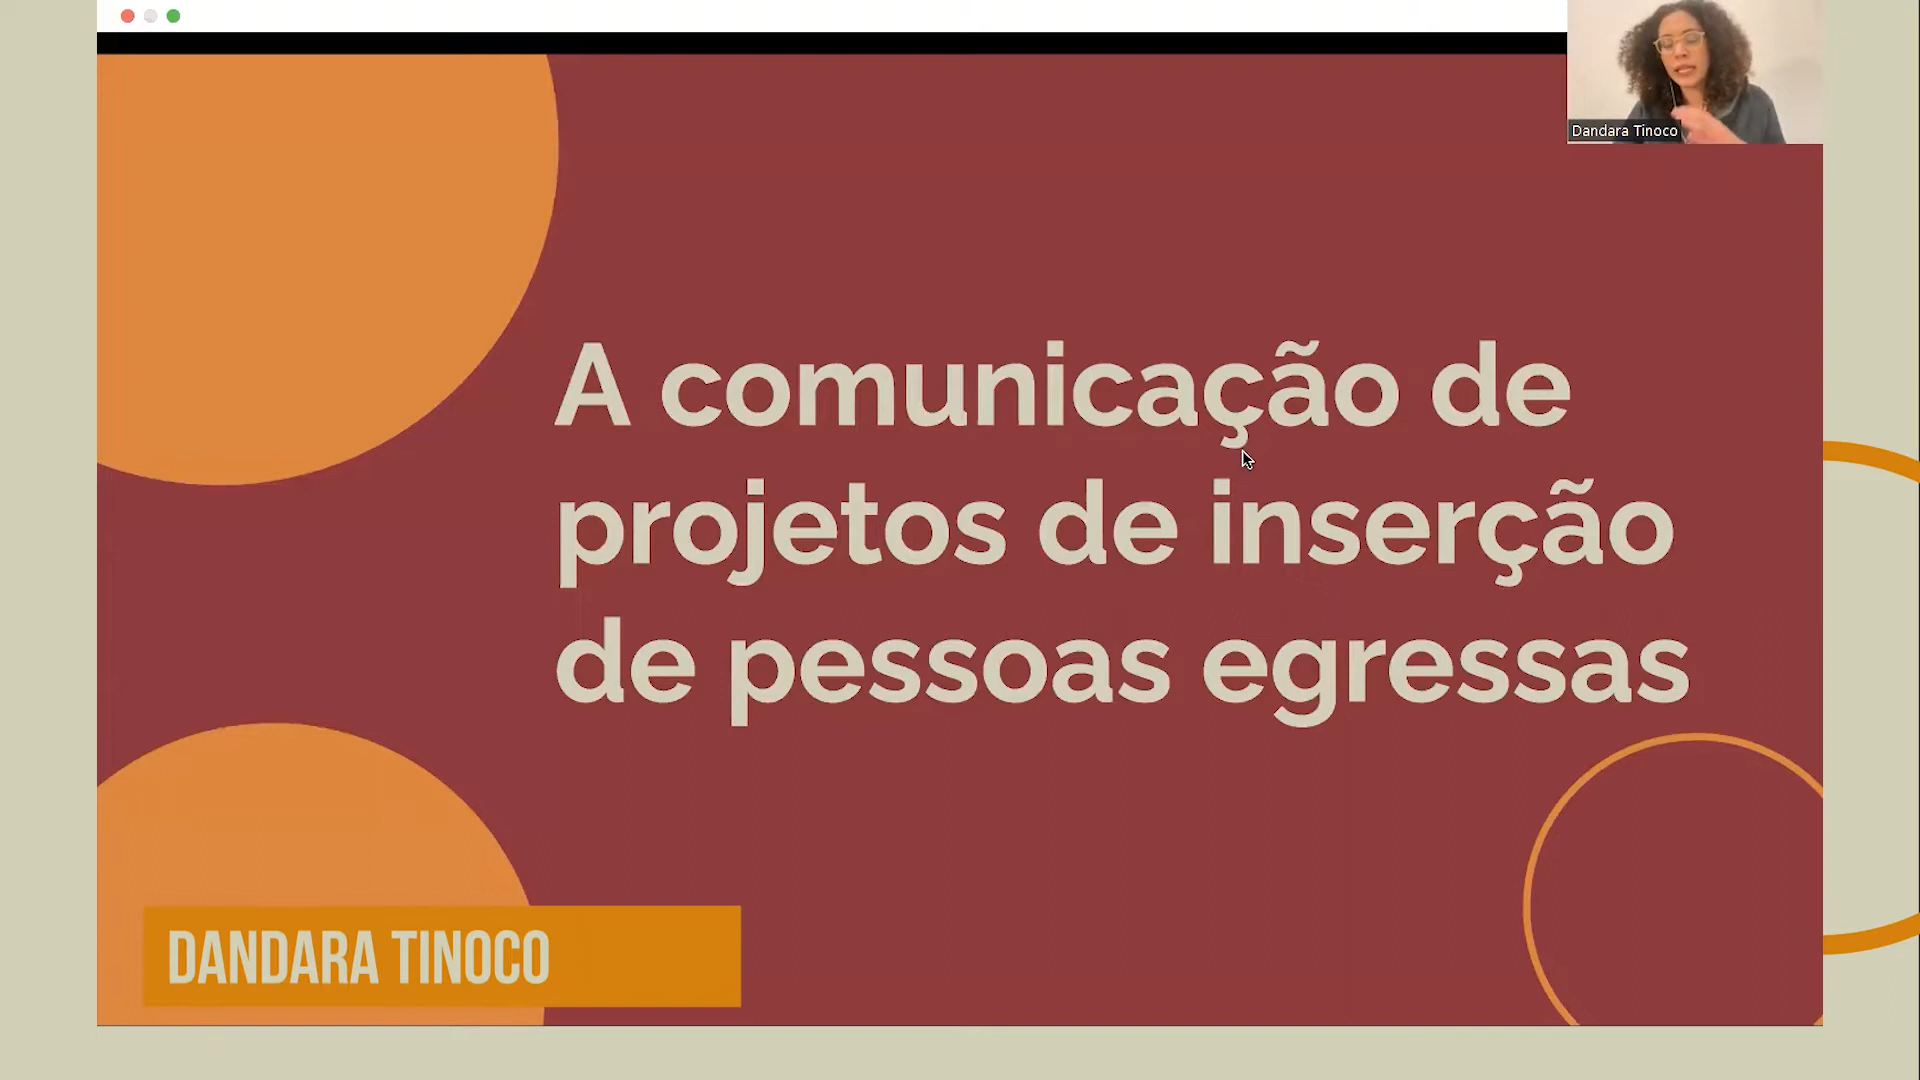 Dandara Tinoco
A comunicação de
projetos de inserção
de pessoas egressas
DANDARA TINOCO